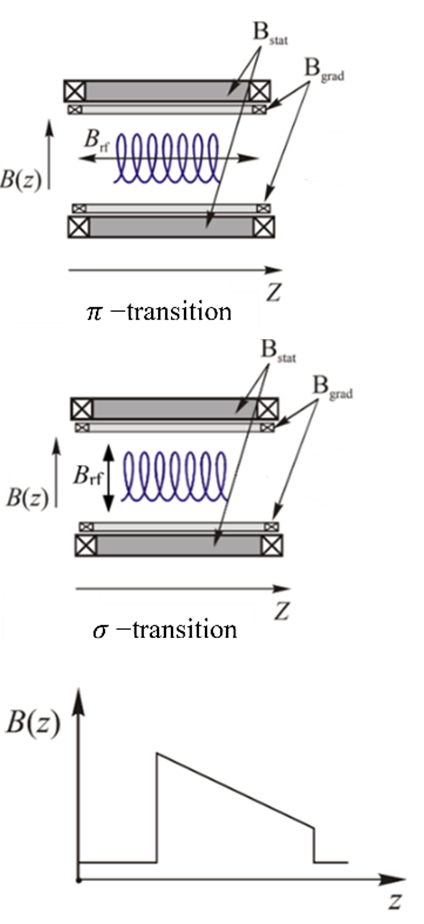 B_stat
B_grad
B_rf
B(z)
Z
π –transition
B_stat
B_grad
B_rf
B(z)
Z
σ –transition
B(z)
z